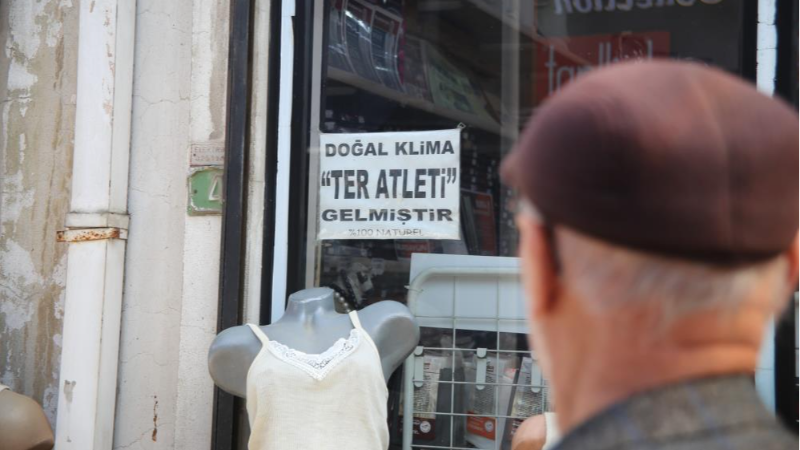 DOĞAL KLİMA
"TER ATLETİ"
GELMİŞTİR
%100 NATUREL